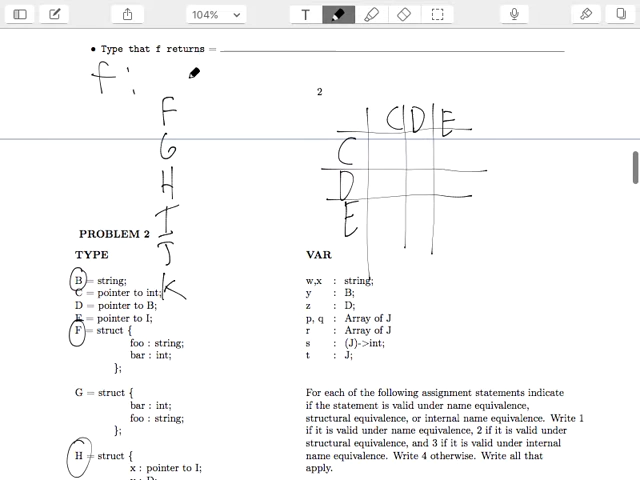 104%
T
• Type that f returns =
f:
2
F
G
H
I
J
K
C D E
C
D
E
PROBLEM 2
TYPE
B = string;
C = pointer to int;
D = pointer to B;
E = pointer to I;
F = struct {
foo : string;
bar : int;
};
G = struct {
bar : int;
foo : string;
};
H = struct {
x : pointer to I;
VAR
w,x : string;
y : B;
z : D;
p, q : Array of J
r : Array of J
s : (J)->int;
t : J;
For each of the following assignment statements indicate
if the statement is valid under name equivalence,
structural equivalence, or internal name equivalence. Write 1
if it is valid under name equivalence, 2 if it is valid under
structural equivalence, and 3 if it is valid under internal
name equivalence. Write 4 otherwise. Write all that
apply.